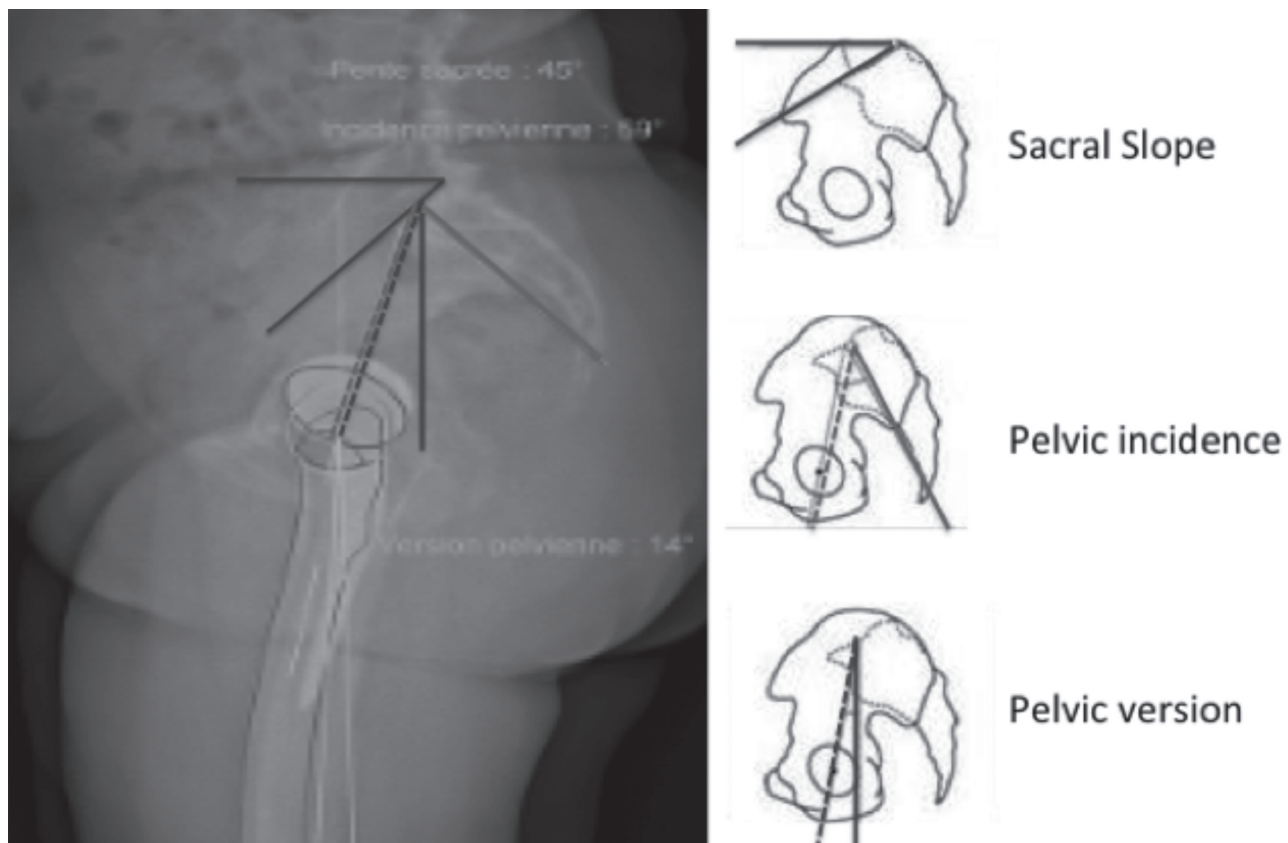 Pente sacrée : 45°
Incidence pelvienne : 59°
Version pelvienne : 14°
Sacral Slope
Pelvic incidence
Pelvic version